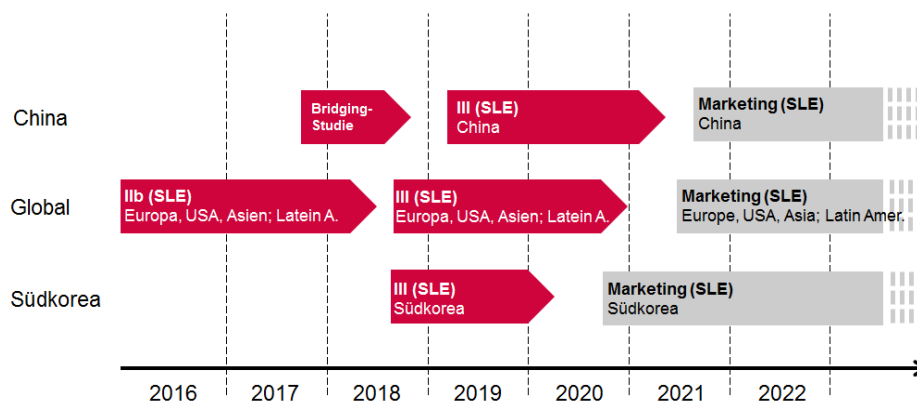 China
Bridging-
Studie
III (SLE)
China
Marketing (SLE)
China
Global
IIb (SLE)
Europa, USA, Asien; Latein A.
III (SLE)
Europa, USA, Asien; Latein A.
Marketing (SLE)
Europe, USA, Asia; Latin Amer.
Südkorea
III (SLE)
Südkorea
Marketing (SLE)
Südkorea
2016 2017 2018 2019 2020 2021 2022